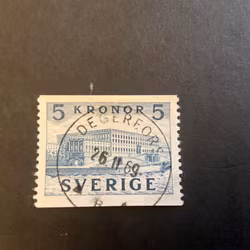 5 KRONOR 5
DEGERFORS
26.11.69
SVERIGE